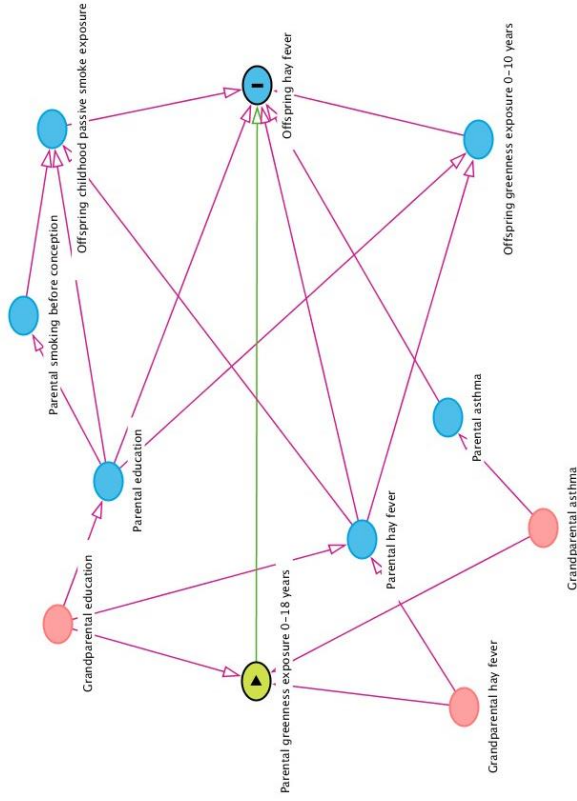 Offspring childhood passive smoke exposure
Parental smoking before conception
Offspring hay fever
Parental education
Offspring greenness exposure 0-10 years
Grandparental education
Parental asthma
Parental hay fever
Parental greenness exposure 0-18 years
Grandparental asthma
Grandparental hay fever